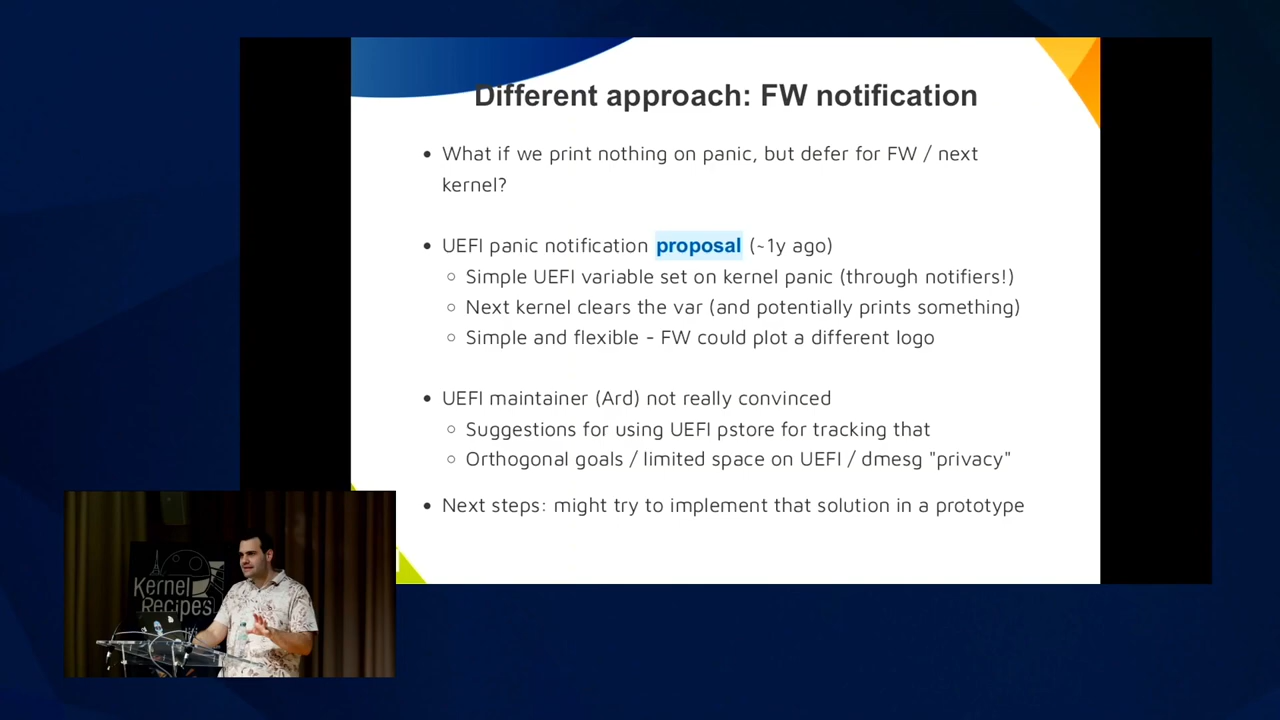 Different approach: FW notification
• What if we print nothing on panic, but defer for FW / next
kernel?
• UEFI panic notification proposal (~1y ago)
○ Simple UEFI variable set on kernel panic (through notifiers!)
○ Next kernel clears the var (and potentially prints something)
○ Simple and flexible - FW could plot a different logo
• UEFI maintainer (Ard) not really convinced
○ Suggestions for using UEFI pstore for tracking that
○ Orthogonal goals / limited space on UEFI / dmesg "privacy"
• Next steps: might try to implement that solution in a prototype
Kernel
Recipes